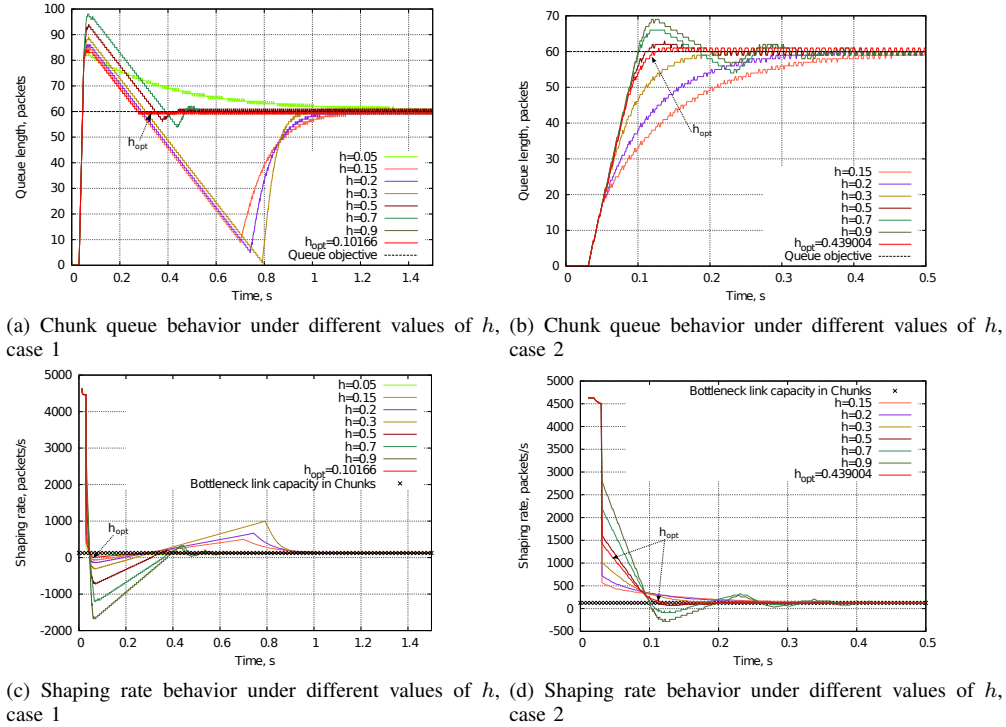 100
90
80
70
60
50
40
30
20
10
0
Queue length, packets
0 0.2 0.4 0.6 0.8 1 1.2 1.4
Time, s
h_opt
h=0.05
h=0.15
h=0.2
h=0.3
h=0.5
h=0.7
h=0.9
h_opt=0.10166
Queue objective
(a) Chunk queue behavior under different values of h,
case 1
70
60
50
40
30
20
10
0
Queue length, packets
0 0.1 0.2 0.3 0.4 0.5
Time, s
h_opt
h=0.15
h=0.2
h=0.3
h=0.5
h=0.7
h=0.9
h_opt=0.439004
Queue objective
(b) Chunk queue behavior under different values of h,
case 2
5000
4000
3000
2000
1000
0
-1000
-2000
Shaping rate, packets/s
0 0.2 0.4 0.6 0.8 1 1.2 1.4
Time, s
h_opt
h=0.05
h=0.15
h=0.2
h=0.3
h=0.5
h=0.7
h=0.9
h_opt=0.10166
Bottleneck link capacity in Chunks
(c) Shaping rate behavior under different values of h,
case 1
5000
4500
4000
3500
3000
2500
2000
1500
1000
500
0
-500
Shaping rate, packets/s
0 0.1 0.2 0.3 0.4 0.5
Time, s
h_opt
Bottleneck link capacity in Chunks
h=0.15
h=0.2
h=0.3
h=0.5
h=0.7
h=0.9
h_opt=0.439004
(d) Shaping rate behavior under different values of h,
case 2